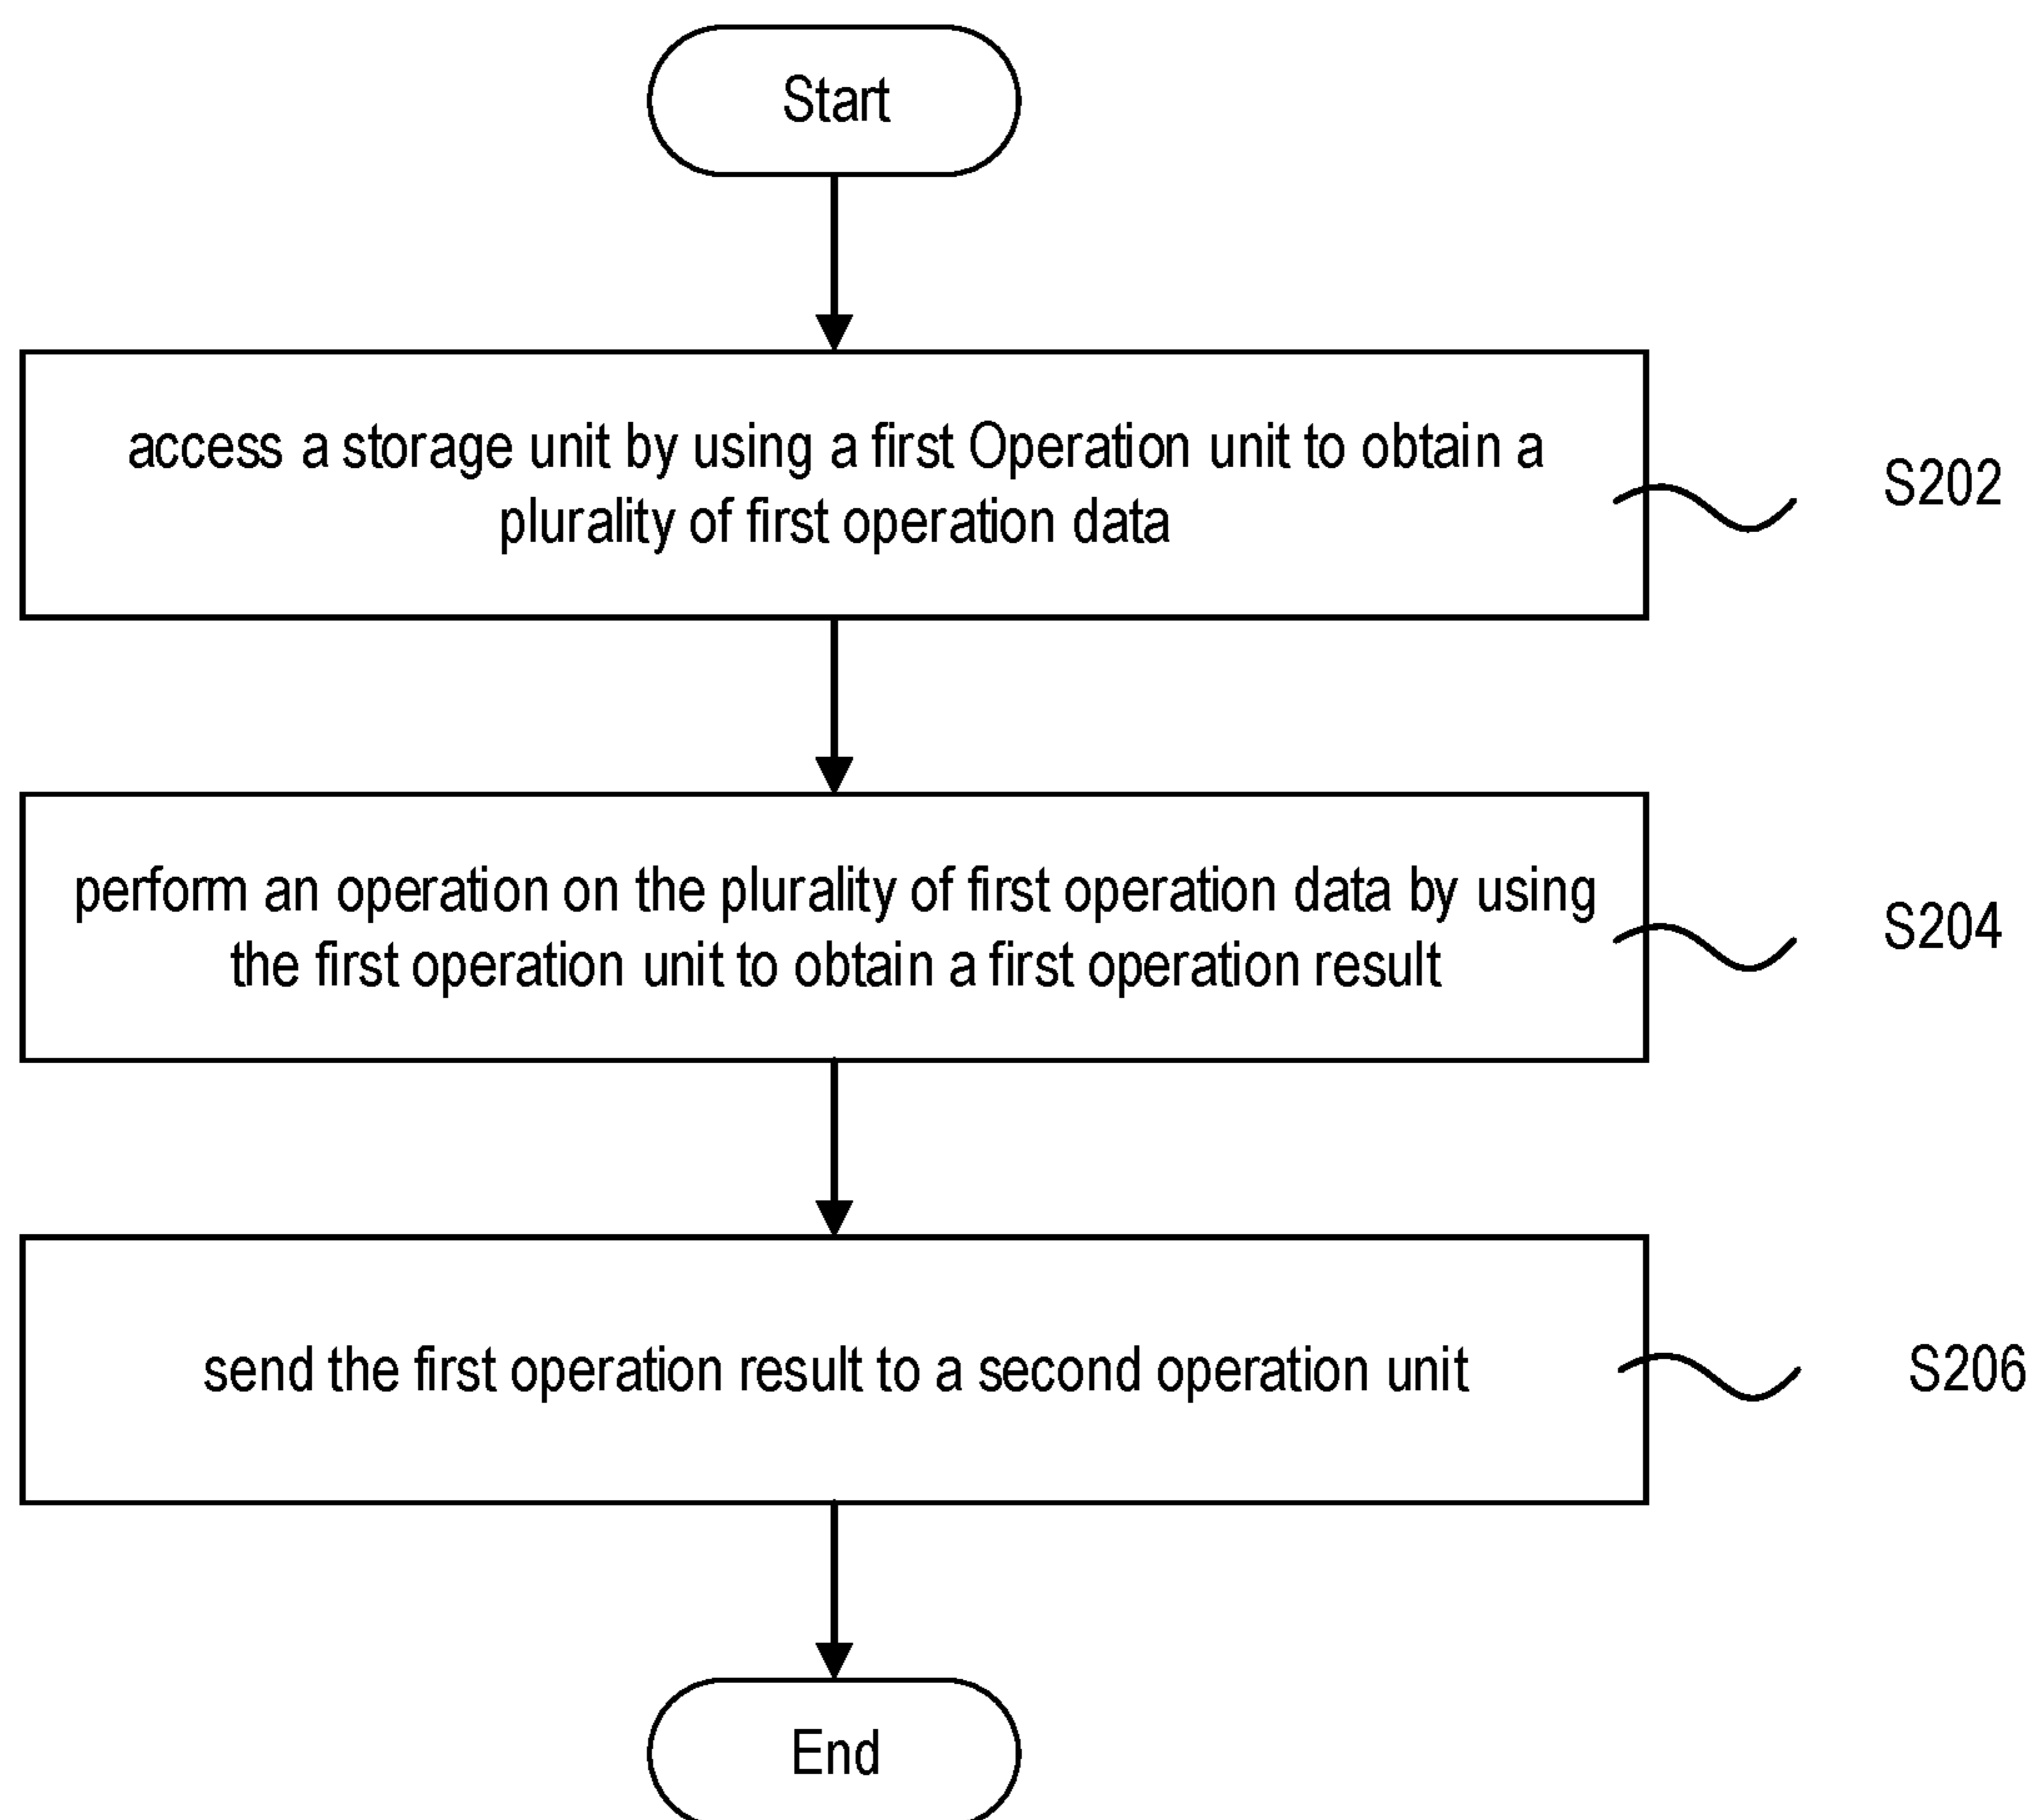 Start
access a storage unit by using a first Operation unit to obtain a
plurality of first operation data
S202
perform an operation on the plurality of first operation data by using
the first operation unit to obtain a first operation result
S204
send the first operation result to a second operation unit
S206
End